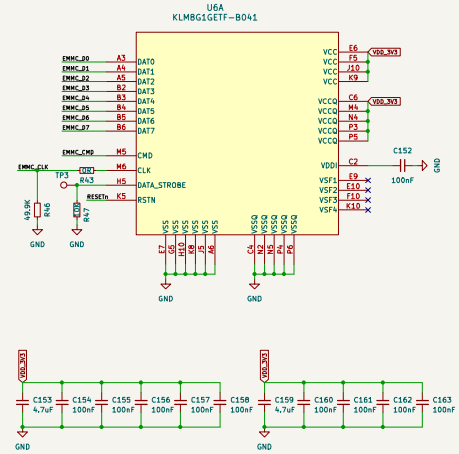 U6A
KLMBG1GETF-B041
EMMC_D0 A3 DAT0
EMMC_D1 A4 DAT1
EMMC_D2 A5 DAT2
EMMC_D3 B2 DAT3
EMMC_D4 B3 DAT4
EMMC_D5 B4 DAT5
EMMC_D6 B5 DAT6
EMMC_D7 B6 DAT7
EMMC_CMD M5 CMD
EMMC_CLK 0R M6 CLK
R43
TP3 H5 DATA_STROBE
RESETn K5 RSTN
49.9K R46
R47
GND
GND
VCC E6 VDD_3V3
VCC F5
VCC J10
VCC K9
VCCQ C6 VDD_3V3
VCCQ M4
VCCQ N4
VCCQ P3
VCCQ P5
VDDI C2 C152 GND
100nF
VSF1 E9
VSF2 E10
VSF3 F10
VSF4 K10
VSS VSS VSS VSS VSS VSS
E7 G5 H10 K8 J5 A6
GND
VSSQ VSSQ VSSQ VSSQ VSSQ
C4 N2 N5 P4 P6
GND
VDD_3V3
C153 C154 C155 C156 C157 C158
4.7uF 100nF 100nF 100nF 100nF 100nF
GND
VDD_3V3
C159 C160 C161 C162 C163
4.7uF 100nF 100nF 100nF 100nF
GND